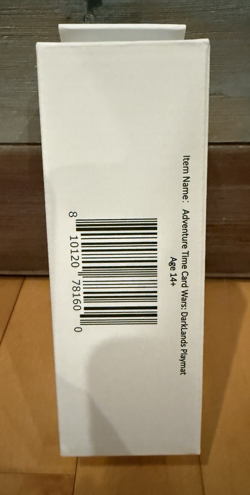 Item Name: Adventure Time Card Wars: DarkLands Playmat
Age 14+
8 10120 78160 0